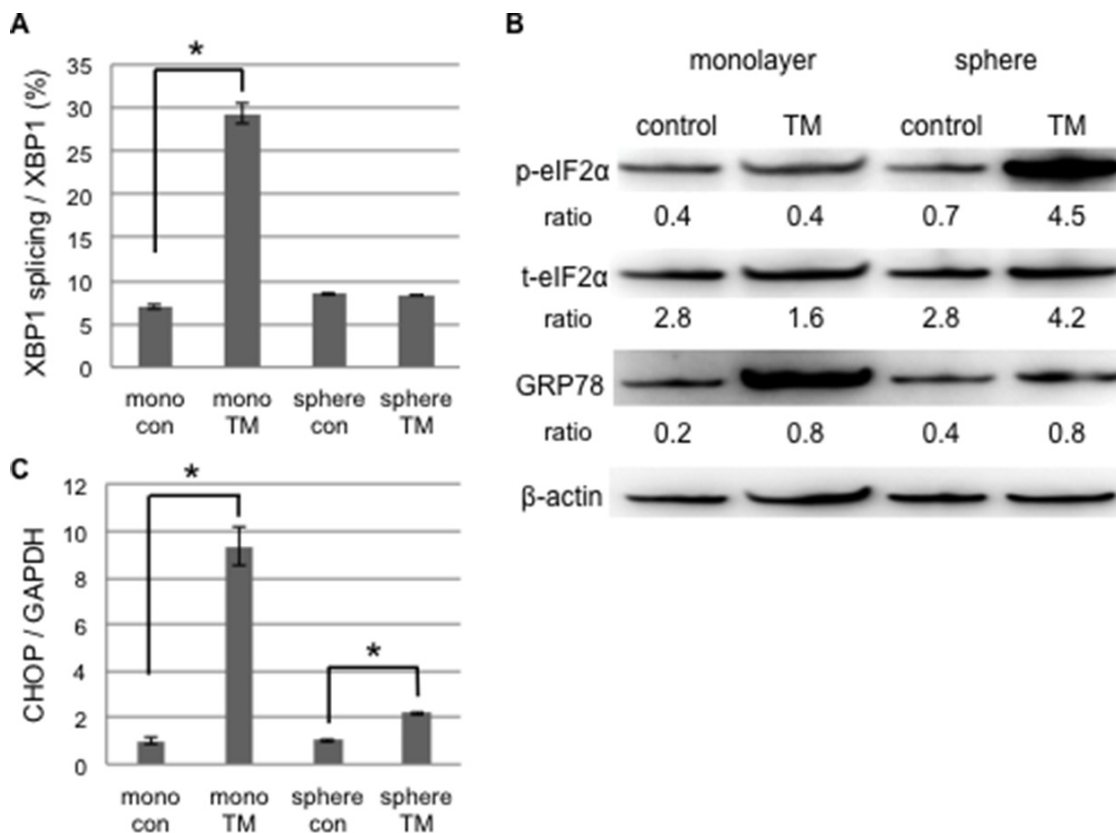 A
*
XBP1 splicing / XBP1 (%)
35
30
25
20
15
10
5
0
mono con
mono TM
sphere con
sphere TM
B
monolayer sphere
control TM control TM
p-eIF2α
ratio 0.4 0.4 0.7 4.5
t-eIF2α
ratio 2.8 1.6 2.8 4.2
GRP78
ratio 0.2 0.8 0.4 0.8
β-actin
C
*
*
CHOP / GAPDH
12
10
8
6
4
2
0
mono con
mono TM
sphere con
sphere TM